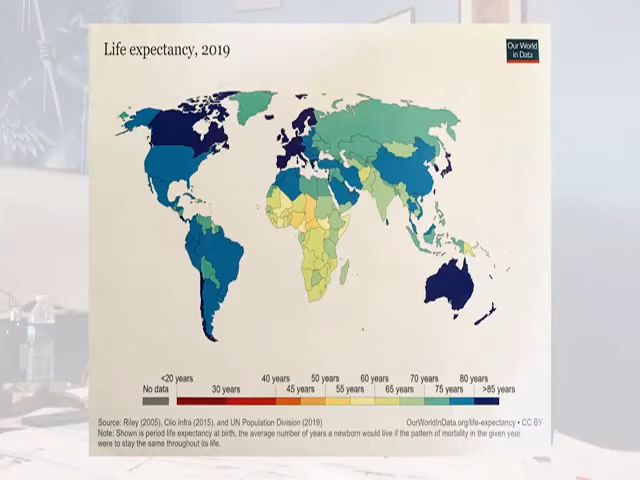 Life expectancy, 2019
Our World
in Data
<20 years 40 years 50 years 60 years 70 years 80 years
No data 30 years 45 years 55 years 65 years 75 years >85 years
Source: Riley (2005), Clio Infra (2015), and UN Population Division (2019)
OurWorldInData.org/life-expectancy • CC BY
Note: Shown is period life expectancy at birth, the average number of years a newborn would live if the pattern of mortality in the given year
were to stay the same throughout its life.